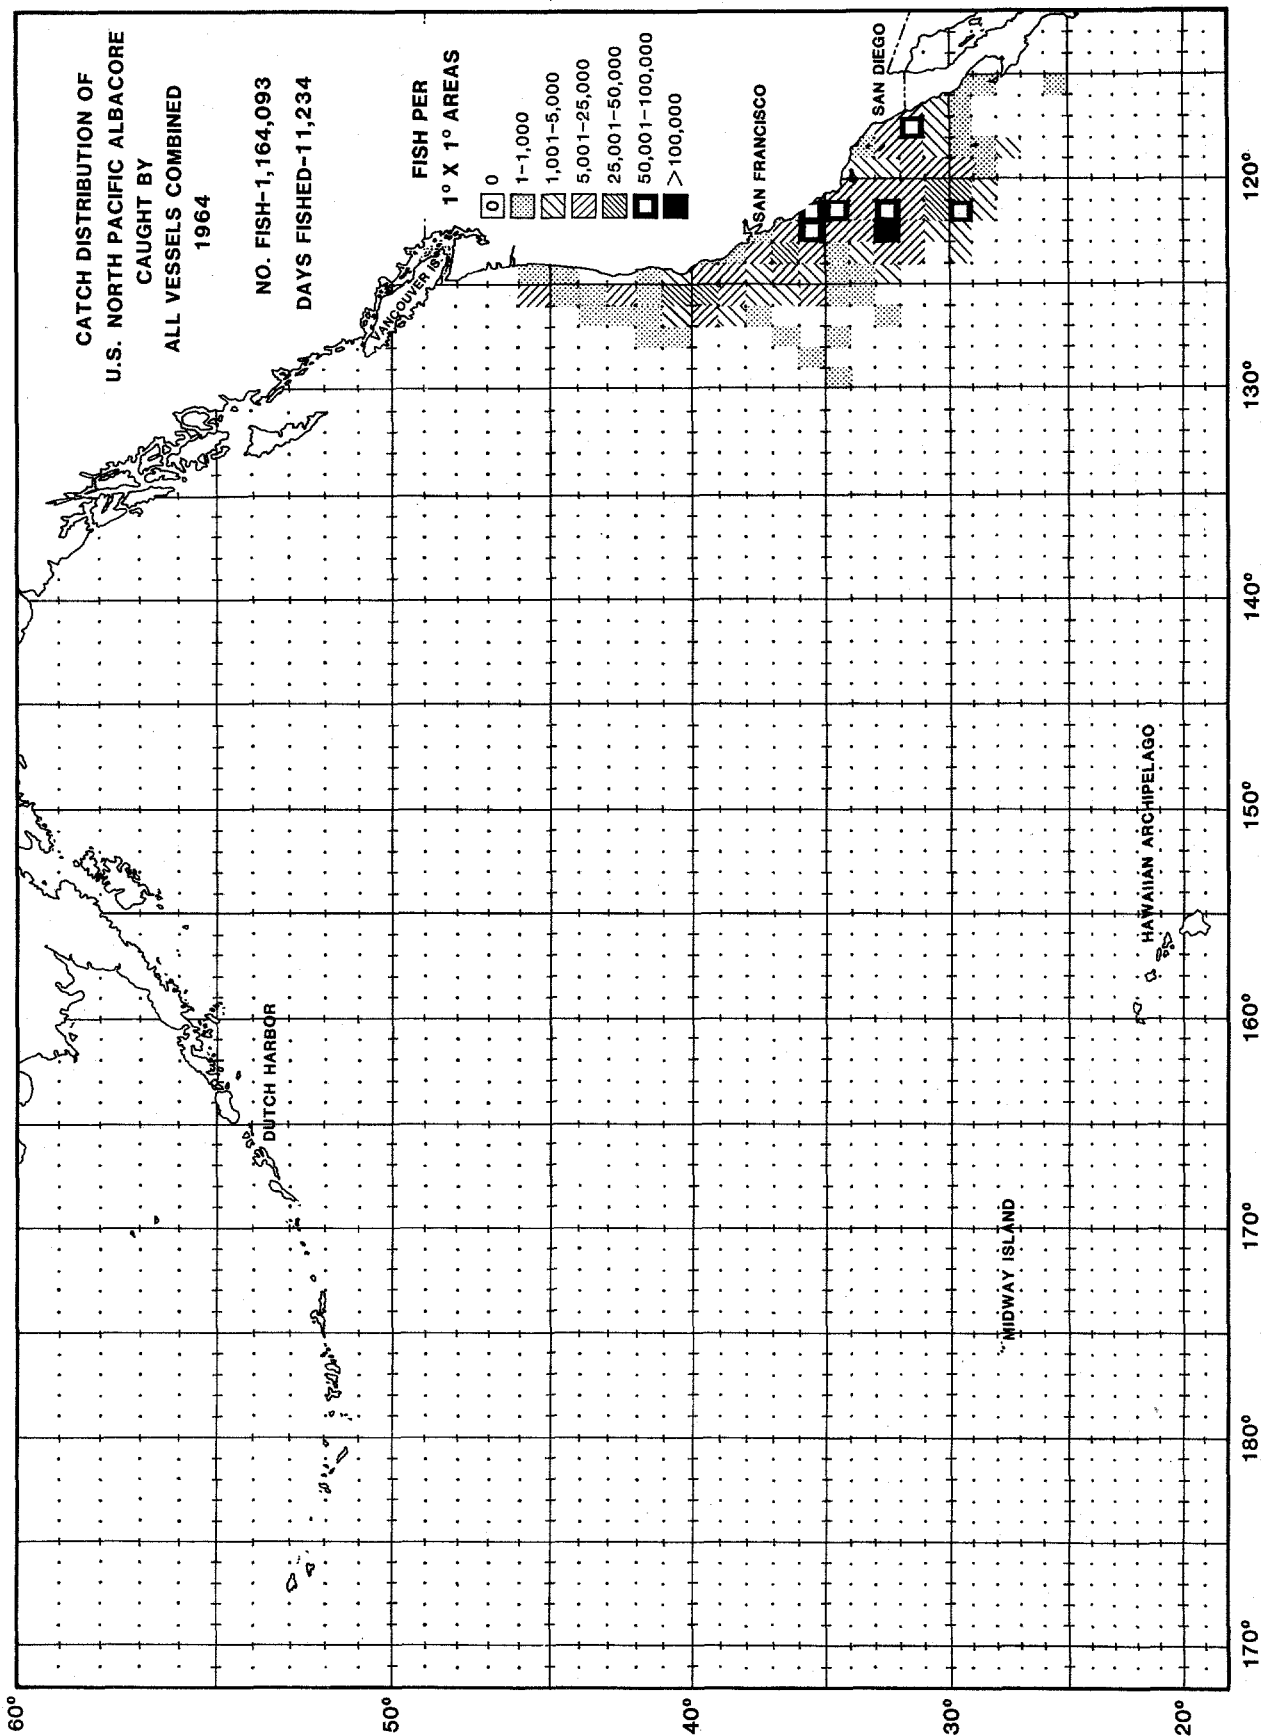 CATCH DISTRIBUTION OF
U.S. NORTH PACIFIC ALBACORE
CAUGHT BY
ALL VESSELS COMBINED
1964
NO. FISH-1,164,093
DAYS FISHED-11,234
FISH PER
1° X 1° AREAS
0 0
1-1,000
1,001-5,000
5,001-25,000
25,001-50,000
50,001-100,000
>100,000
VANCOUVER IS.
SAN FRANCISCO
SAN DIEGO
DUTCH HARBOR
HAWAIIAN ARCHIPELAGO
MIDWAY ISLAND
60°
50°
40°
30°
20°
170°
180°
170°
160°
150°
140°
130°
120°